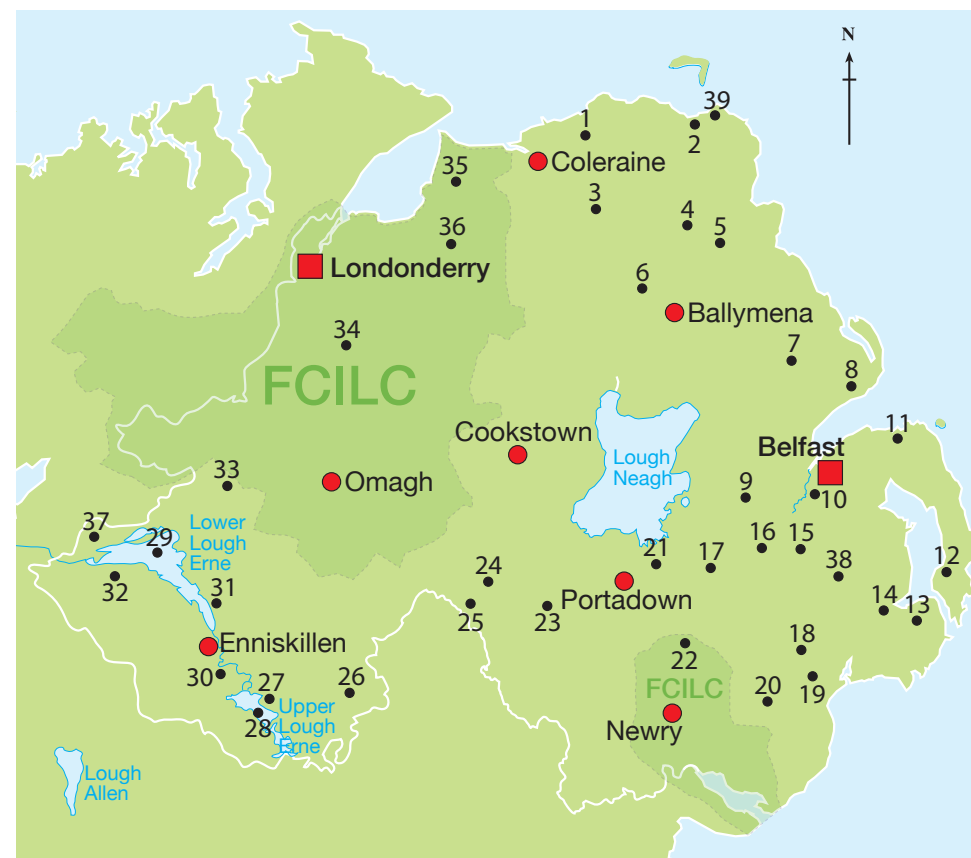 N
39
1
2
Coleraine
35
3
4
36
5
Londonderry
6
Ballymena
34
7
FCILC
8
Cookstown
11
Belfast
Lough
Neagh
33
Omagh
9
10
37
29
Lower
Lough
Erne
21
17
16
15
38
12
32
31
24
Portadown
14
13
25
23
Enniskillen
22
18
30
27
26
FCILC
20
19
28
Upper
Lough
Erne
Newry
Lough
Allen